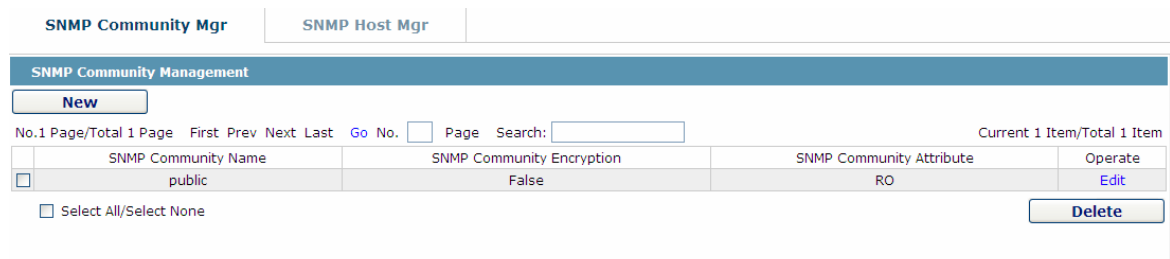 SNMP Community Mgr SNMP Host Mgr
SNMP Community Management
New
No.1 Page/Total 1 Page First Prev Next Last Go No. Page Search: Current 1 Item/Total 1 Item
SNMP Community Name SNMP Community Encryption SNMP Community Attribute Operate
public False RO Edit
Select All/Select None Delete